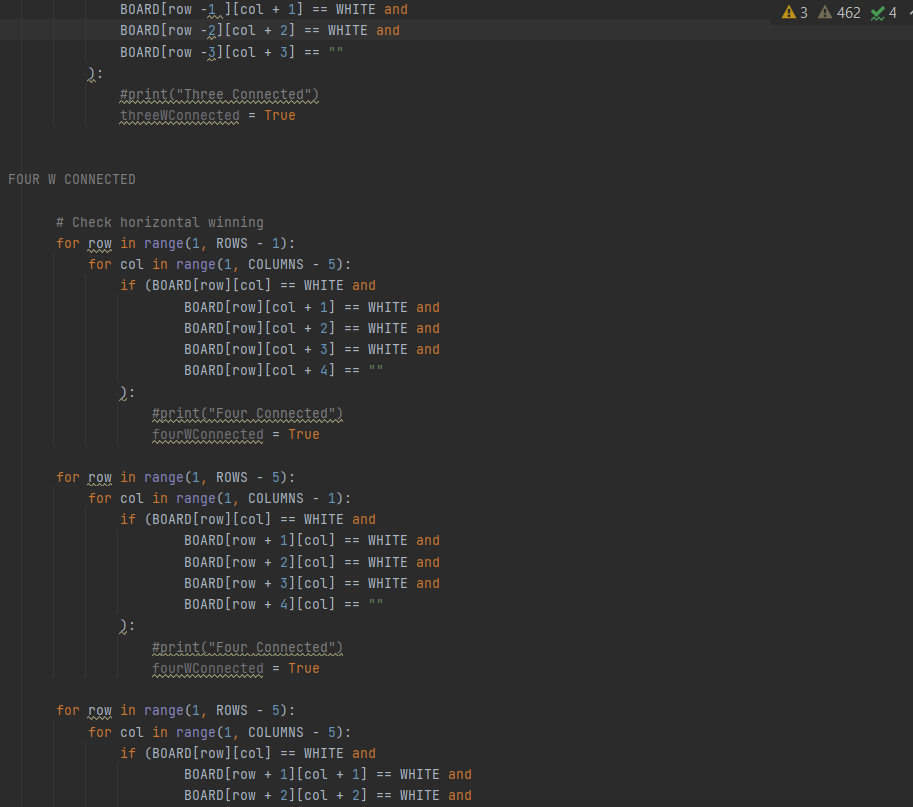 BOARD[row -1 ][col + 1] == WHITE and
3 462 4
BOARD[row -2][col + 2] == WHITE and
BOARD[row -3][col + 3] == ""
):
#print("Three Connected")
threeWConnected = True
FOUR W CONNECTED
# Check horizontal winning
for row in range(1, ROWS - 1):
for col in range(1, COLUMNS - 5):
if (BOARD[row][col] == WHITE and
BOARD[row][col + 1] == WHITE and
BOARD[row][col + 2] == WHITE and
BOARD[row][col + 3] == WHITE and
BOARD[row][col + 4] == ""
):
#print("Four Connected")
fourWConnected = True
for row in range(1, ROWS - 5):
for col in range(1, COLUMNS - 1):
if (BOARD[row][col] == WHITE and
BOARD[row + 1][col] == WHITE and
BOARD[row + 2][col] == WHITE and
BOARD[row + 3][col] == WHITE and
BOARD[row + 4][col] == ""
):
#print("Four Connected")
fourWConnected = True
for row in range(1, ROWS - 5):
for col in range(1, COLUMNS - 5):
if (BOARD[row][col] == WHITE and
BOARD[row + 1][col + 1] == WHITE and
BOARD[row + 2][col + 2] == WHITE and